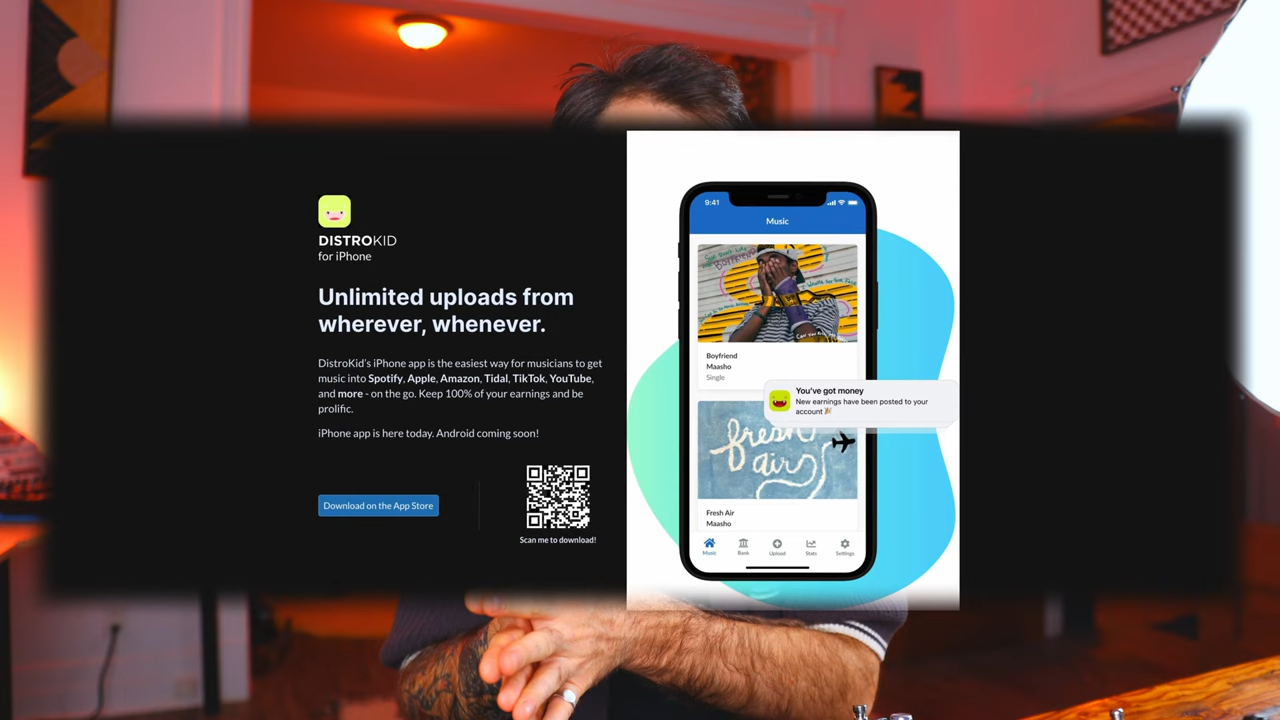 DISTROKID
for iPhone
Unlimited uploads from
wherever, whenever.
DistroKid's iPhone app is the easiest way for musicians to get
music into Spotify, Apple, Amazon, Tidal, TikTok, YouTube,
and more - on the go. Keep 100% of your earnings and be
prolific.
iPhone app is here today. Android coming soon!
Download on the App Store
Scan me to download!
9:41
Music
Boyfriend
Maasho
Single
You've got money
New earnings have been posted to your
account 🎉
fresh
air
Fresh Air
Maasho
Music
Bank
Upload
Stats
Settings